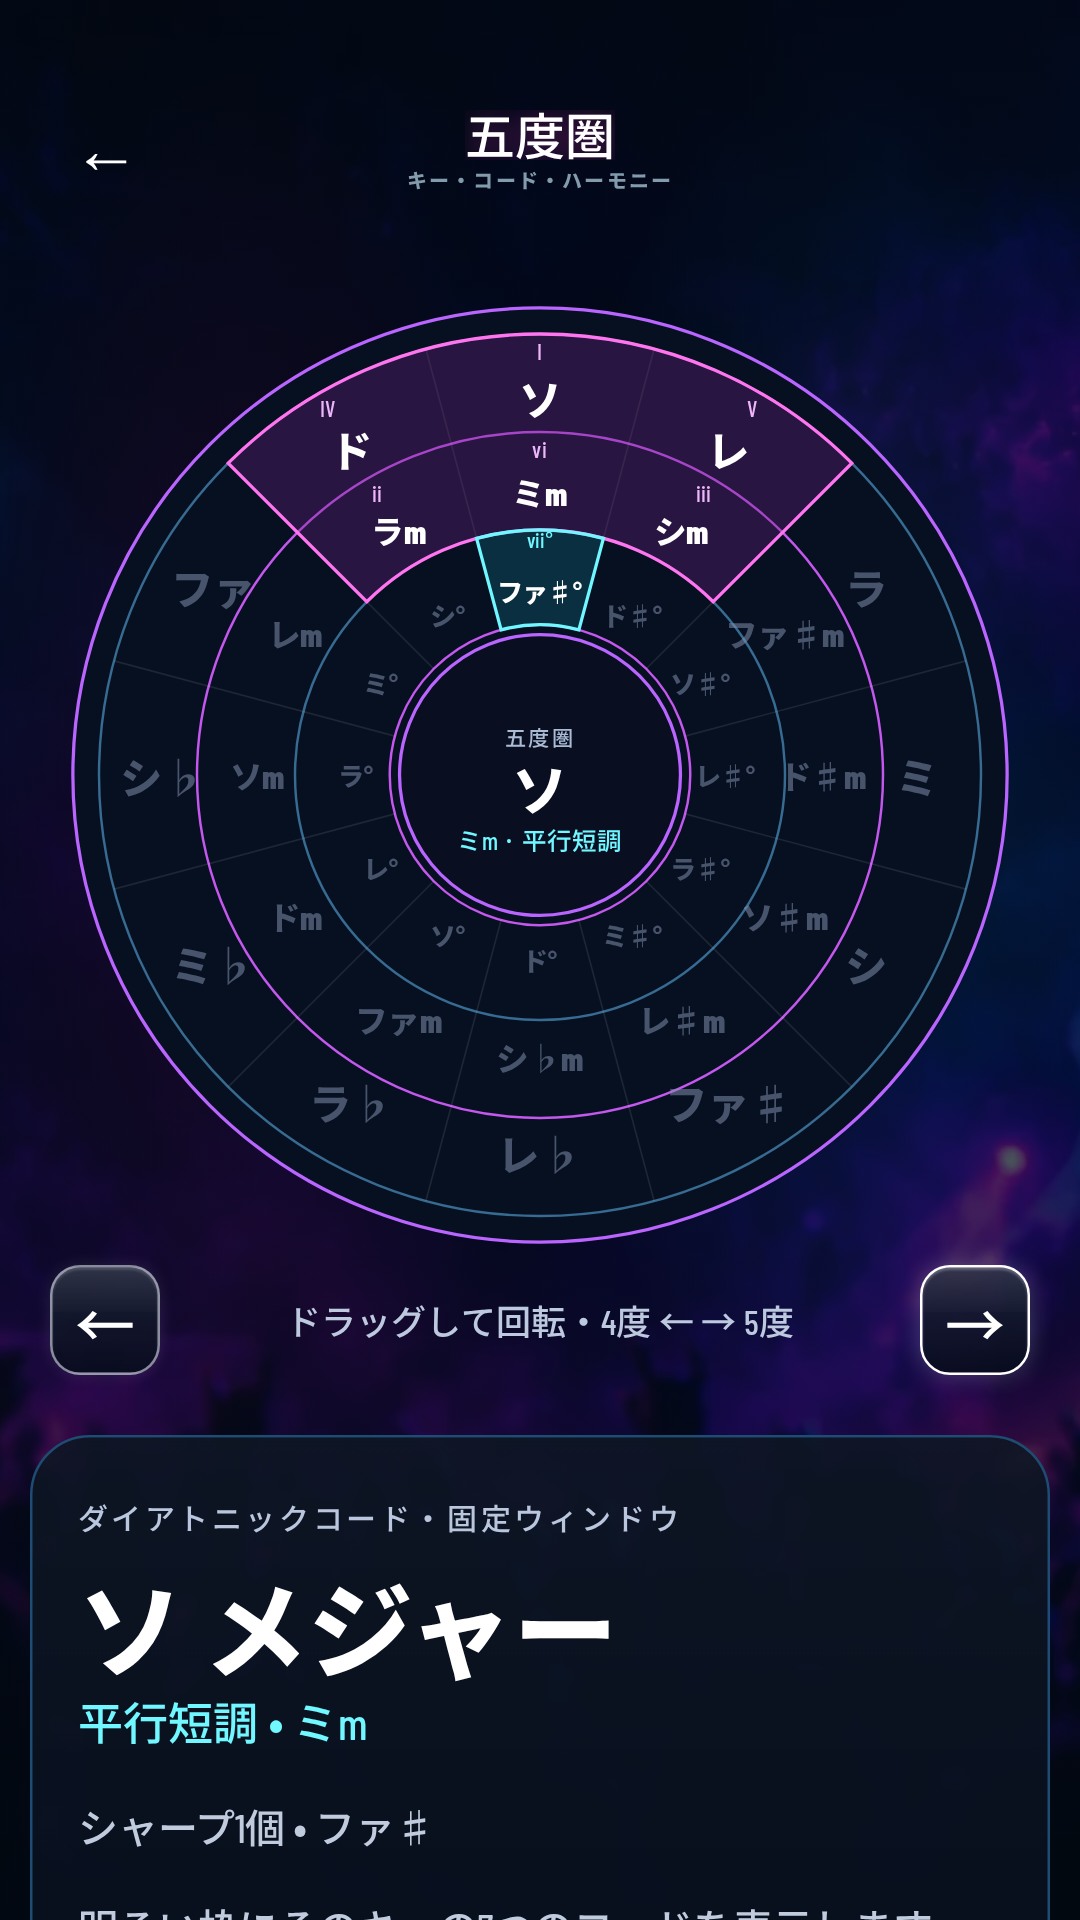 ←
五度圏
キー・コード・ハーモニー
I
ソ
IV
V
ド
レ
vi
ミm
ii
iii
ラm
シm
vii°
ファ♯°
ファ
ラ
シ°
ド♯°
レm
ファ♯m
ミ°
ソ♯°
五度圏
シ♭
ソm
ラ°
ソ
レ♯°
ド♯m
ミ
ミm · 平行短調
レ°
ラ♯°
ドm
ソ♯m
ソ°
ミ♯°
ド°
ミ♭
シ
ファm
レ♯m
シ♭m
ラ♭
ファ♯
レ♭
← ドラッグして回転・4度 ← → 5度 →
ダイアトニックコード・固定ウィンドウ
ソ メジャー
平行短調 • ミm
シャープ1個 • ファ♯